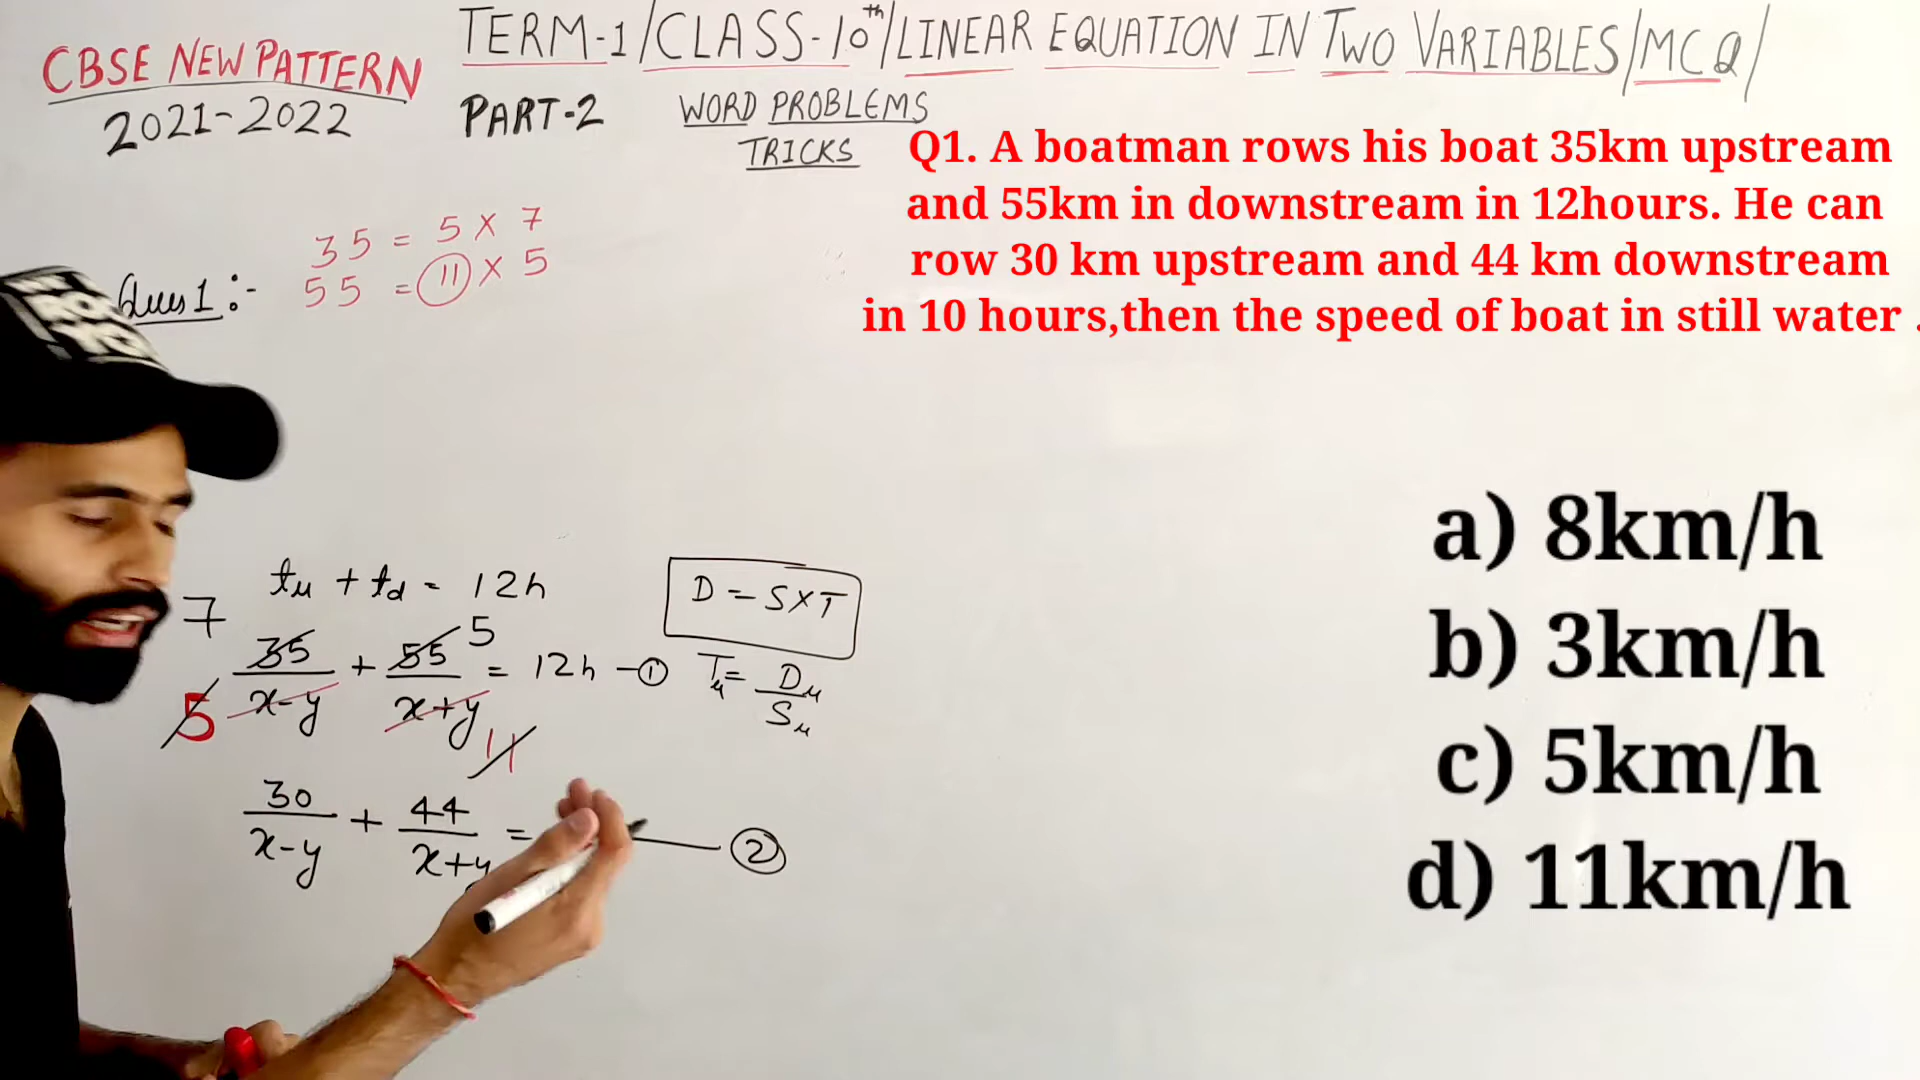 CBSE NEW PATTERN
2021-2022
TERM-1/CLASS-10th/LINEAR EQUATION IN TWO VARIABLES/MCQ/
PART-2
WORD PROBLEMS
TRICKS
Q1. A boatman rows his boat 35km upstream
and 55km in downstream in 12hours. He can
row 30 km upstream and 44 km downstream
in 10 hours,then the speed of boat in still water .
Ques 1:-
35 = 5 X 7
55 = 11 X 5
tu + td = 12h
7
35/x-y + 55/x+y = 12h - ①
5
5
11
D = S X T
Tu = Du/Su
30/x-y + 44/x+y = — ②
a) 8km/h
b) 3km/h
c) 5km/h
d) 11km/h